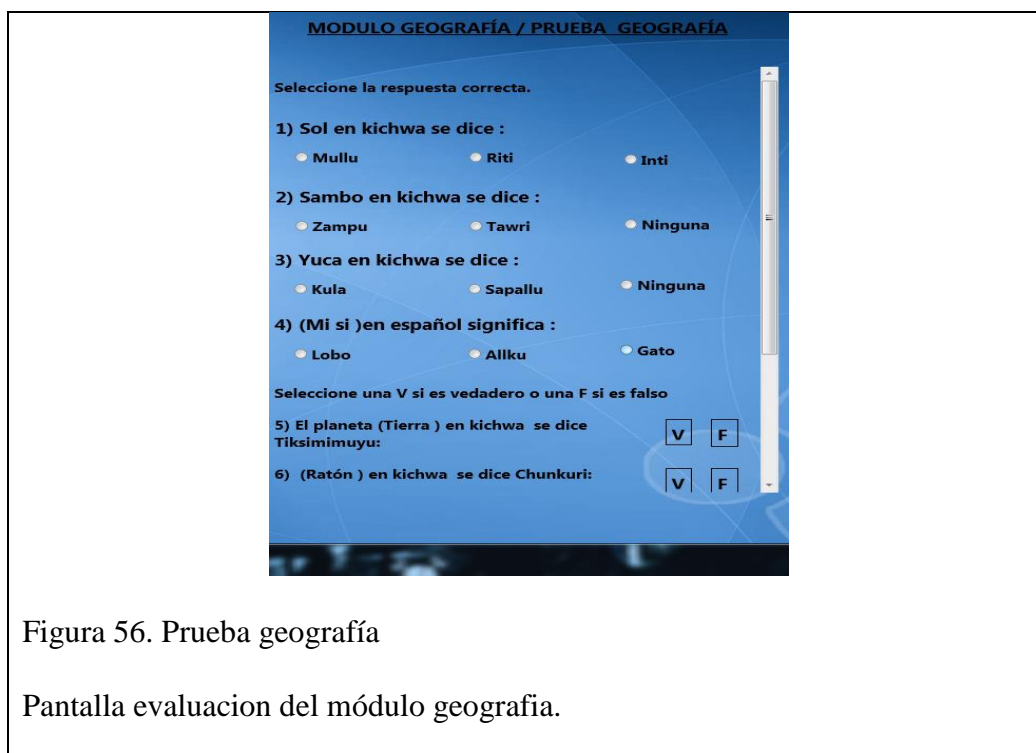 MODULO GEOGRAFÍA / PRUEBA GEOGRAFÍA
Seleccione la respuesta correcta.
1) Sol en kichwa se dice :
Mullu Riti Inti
2) Sambo en kichwa se dice :
Zampu Tawri Ninguna
3) Yuca en kichwa se dice :
Kula Sapallu Ninguna
4) (Mi si )en español significa :
Lobo Allku Gato
Seleccione una V si es vedadero o una F si es falso
5) El planeta (Tierra ) en kichwa se dice
Tiksimimuyu: V F
6) (Ratón ) en kichwa se dice Chunkuri: V F
Figura 56. Prueba geografía
Pantalla evaluacion del módulo geografia.